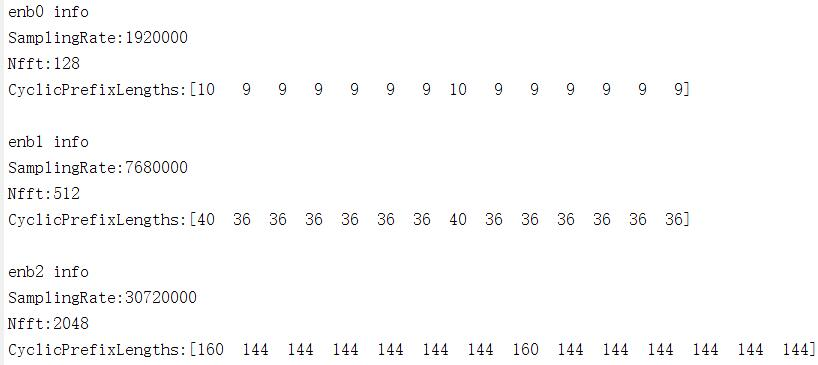 enb0 info
SamplingRate:1920000
Nfft:128
CyclicPrefixLengths:[10 9 9 9 9 9 9 10 9 9 9 9 9 9]
enb1 info
SamplingRate:7680000
Nfft:512
CyclicPrefixLengths:[40 36 36 36 36 36 36 40 36 36 36 36 36 36]
enb2 info
SamplingRate:30720000
Nfft:2048
CyclicPrefixLengths:[160 144 144 144 144 144 144 160 144 144 144 144 144 144]